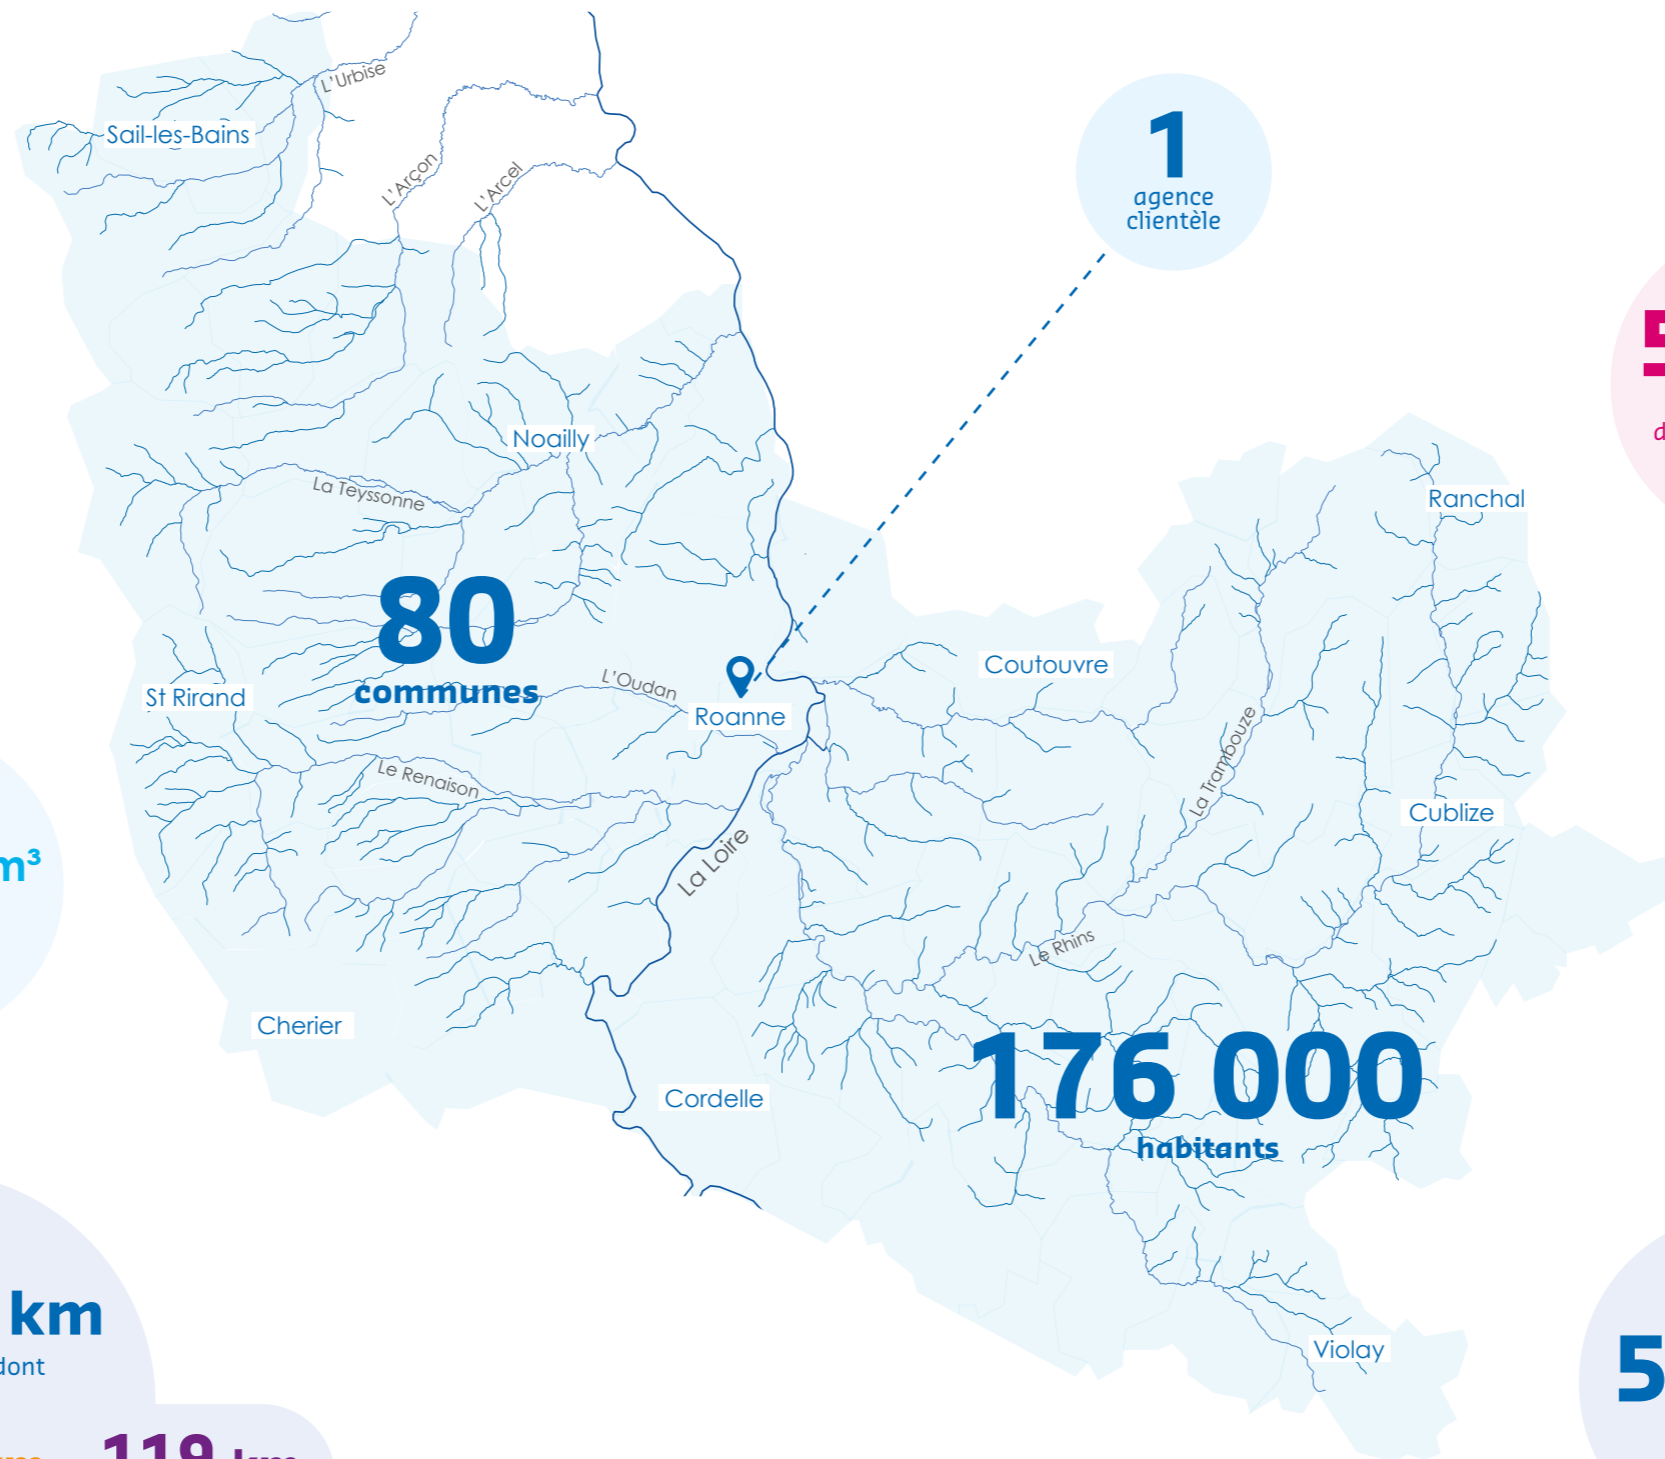 L'Urbise
Sail-les-Bains
L'Arçon
L'Arcel
1
agence
clientèle
Noailly
La Teyssonne
Ranchal
80
communes
St Rirand
L'Oudan
Roanne
Coutouvre
La Trambouze
Le Renaison
La Loire
Cublize
m³
Le Rhins
Cherier
Cordelle
176 000
habitants
km
dont
119 km
Violay
5